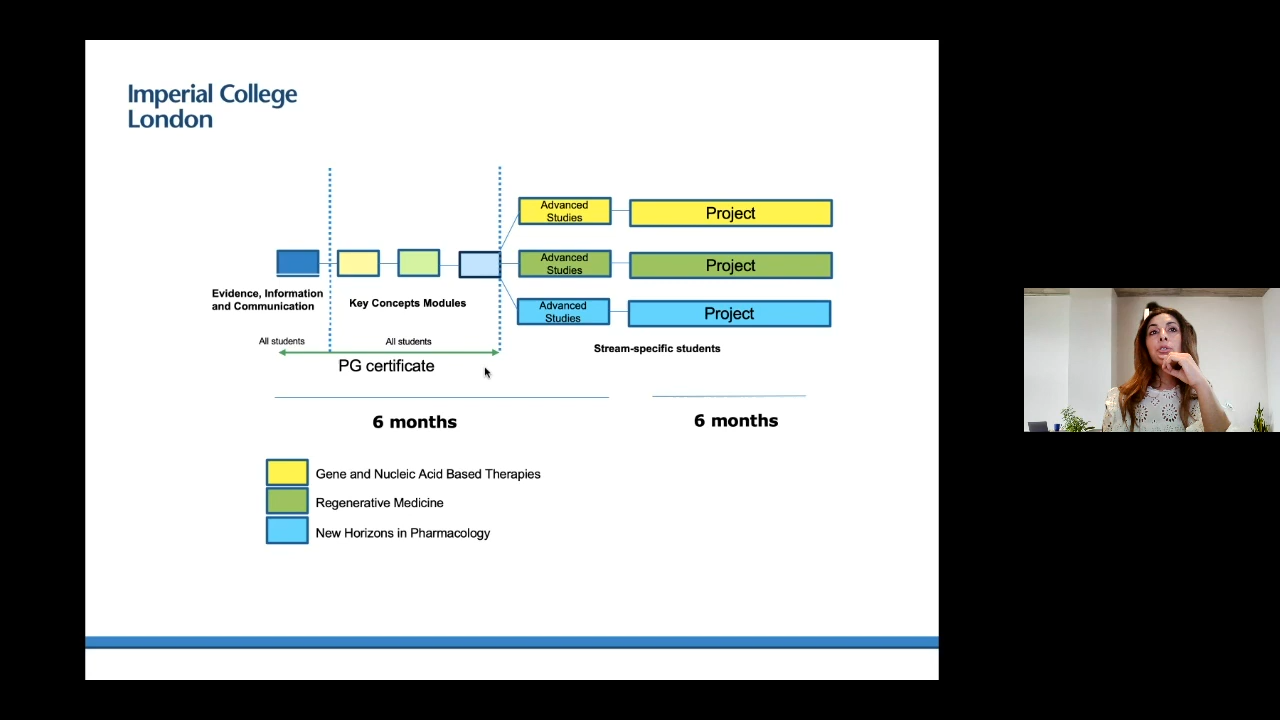 Imperial College
London
Advanced
Studies
Project
Advanced
Studies
Project
Advanced
Studies
Project
Evidence, Information
and Communication
Key Concepts Modules
All students
All students
PG certificate
Stream-specific students
6 months
6 months
Gene and Nucleic Acid Based Therapies
Regenerative Medicine
New Horizons in Pharmacology